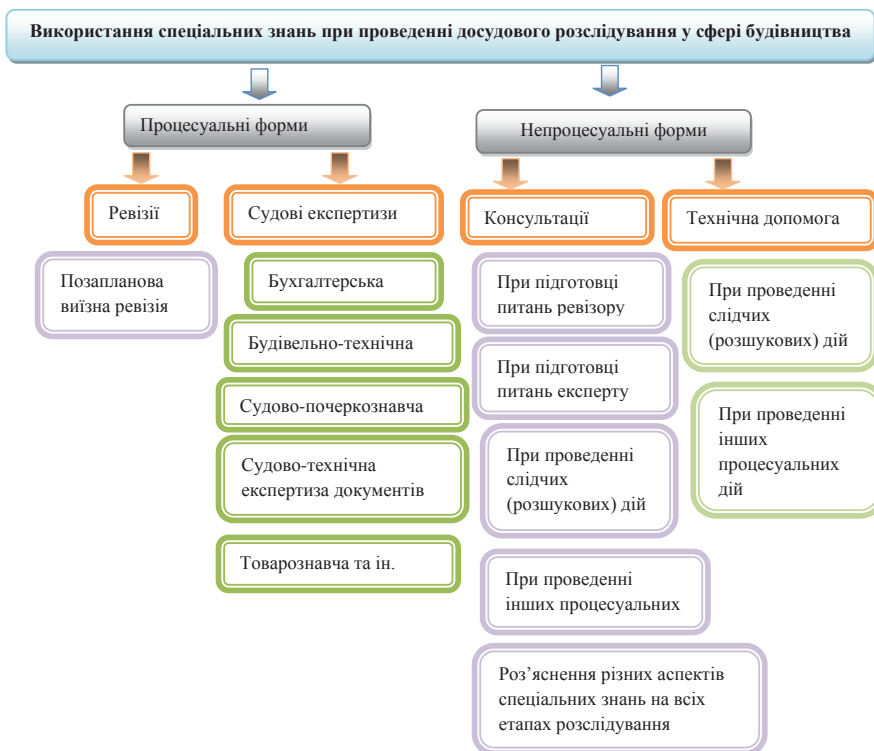 Використання спеціальних знань при проведенні досудового розслідування у сфері будівництва
Процесуальні форми
Непроцесуальні форми
Ревізії
Судові експертизи
Консультації
Технічна допомога
Позапланова
виїзна ревізія
Бухгалтерська
Будівельно-технічна
Судово-почеркознавча
Судово-технічна
експертиза документів
Товарознавча та ін.
При підготовці
питань ревізору
При підготовці
питань експерту
При проведенні
слідчих
(розшукових) дій
При проведенні
інших процесуальних
Роз’яснення різних аспектів
спеціальних знань на всіх
етапах розслідування
При проведенні
слідчих
(розшукових) дій
При проведенні
інших
процесуальних
дій